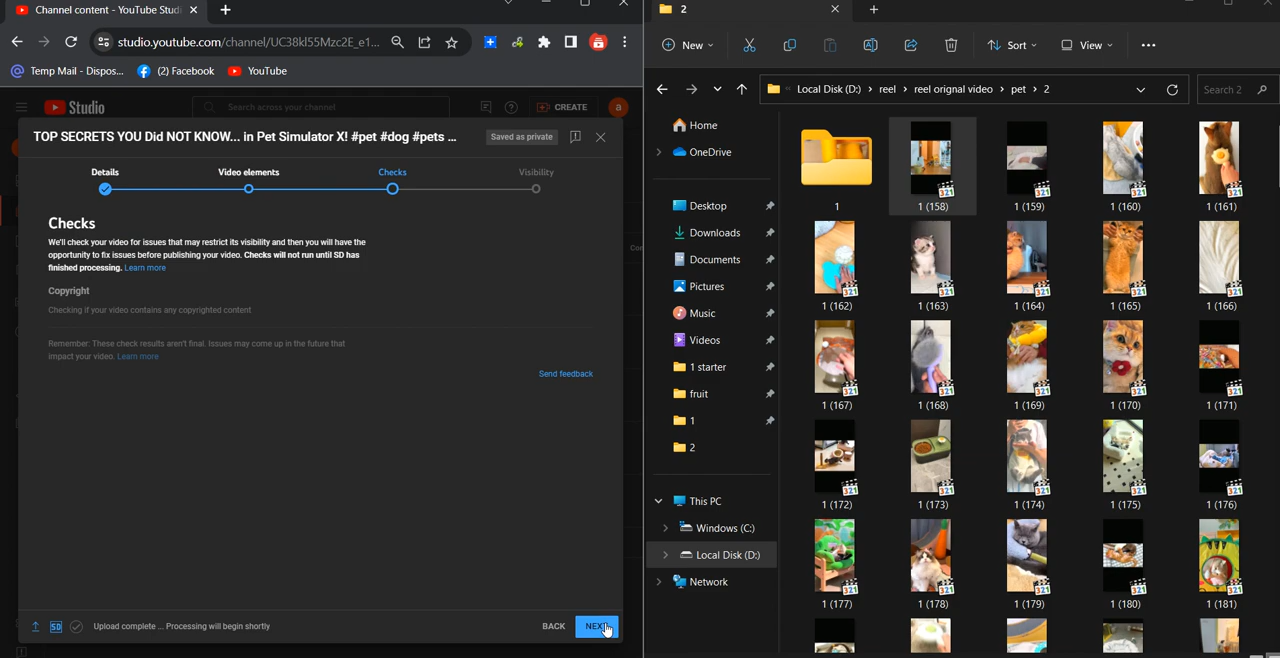 Channel content - YouTube Studi
studio.youtube.com/channel/UC38kl55Mzc2E_e1...
Temp Mail - Dispos...
(2) Facebook
YouTube
Studio
Search across your channel
CREATE
a
TOP SECRETS YOU Did NOT KNOW... in Pet Simulator X! #pet #dog #pets ...
Saved as private
Details
Video elements
Checks
Visibility
Checks
We'll check your video for issues that may restrict its visibility and then you will have the
opportunity to fix issues before publishing your video. Checks will not run until SD has
finished processing. Learn more
Copyright
Checking if your video contains any copyrighted content
Remember: These check results aren't final. Issues may come up in the future that
impact your video. Learn more
Send feedback
SD
Upload complete ... Processing will begin shortly
BACK
NEXT
2
New
Sort
View
Local Disk (D:) > reel > reel orignal video > pet > 2
Search 2
Home
OneDrive
Desktop
Downloads
Documents
Pictures
Music
Videos
1 starter
fruit
1
2
This PC
Windows (C:)
Local Disk (D:)
Network
1
1 (158)
1 (159)
1 (160)
1 (161)
1 (162)
1 (163)
1 (164)
1 (165)
1 (166)
1 (167)
1 (168)
1 (169)
1 (170)
1 (171)
1 (172)
1 (173)
1 (174)
1 (175)
1 (176)
1 (177)
1 (178)
1 (179)
1 (180)
1 (181)